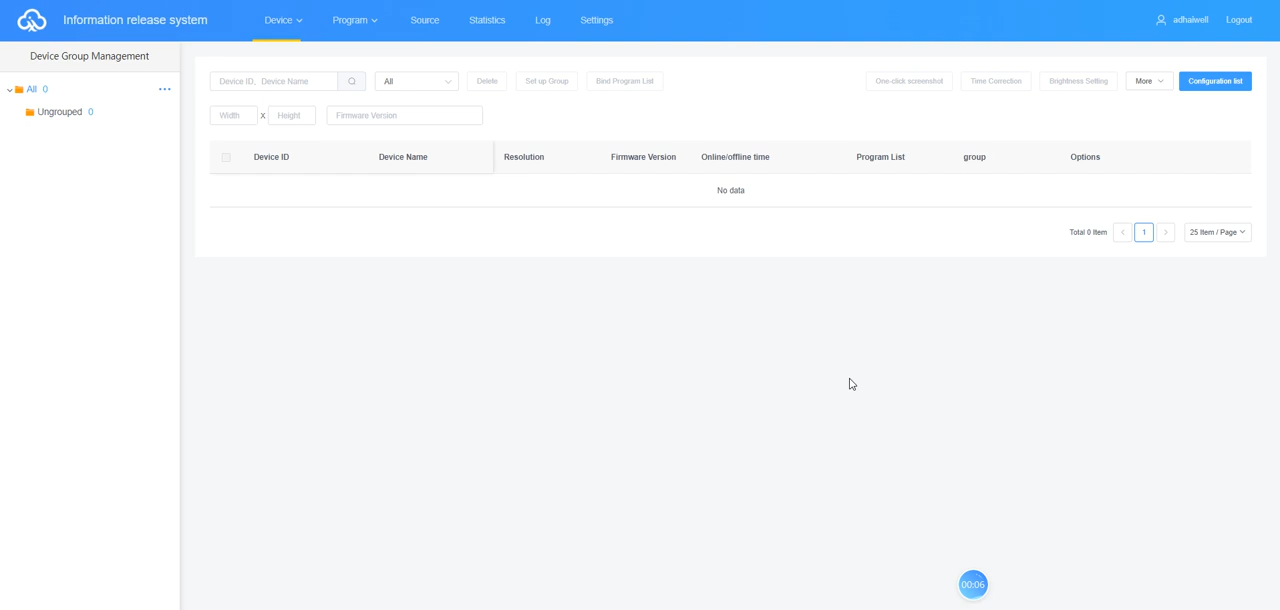 Information release system Device Program Source Statistics Log Settings adhaiwell Logout
Device Group Management
All 0
Ungrouped 0
Device ID, Device Name All Delete Set up Group Bind Program List One-click screenshot Time Correction Brightness Setting More Configuration list
Width X Height Firmware Version
Device ID Device Name Resolution Firmware Version Online/offline time Program List group Options
No data
Total 0 Item < 1 > 25 Item / Page
00:06